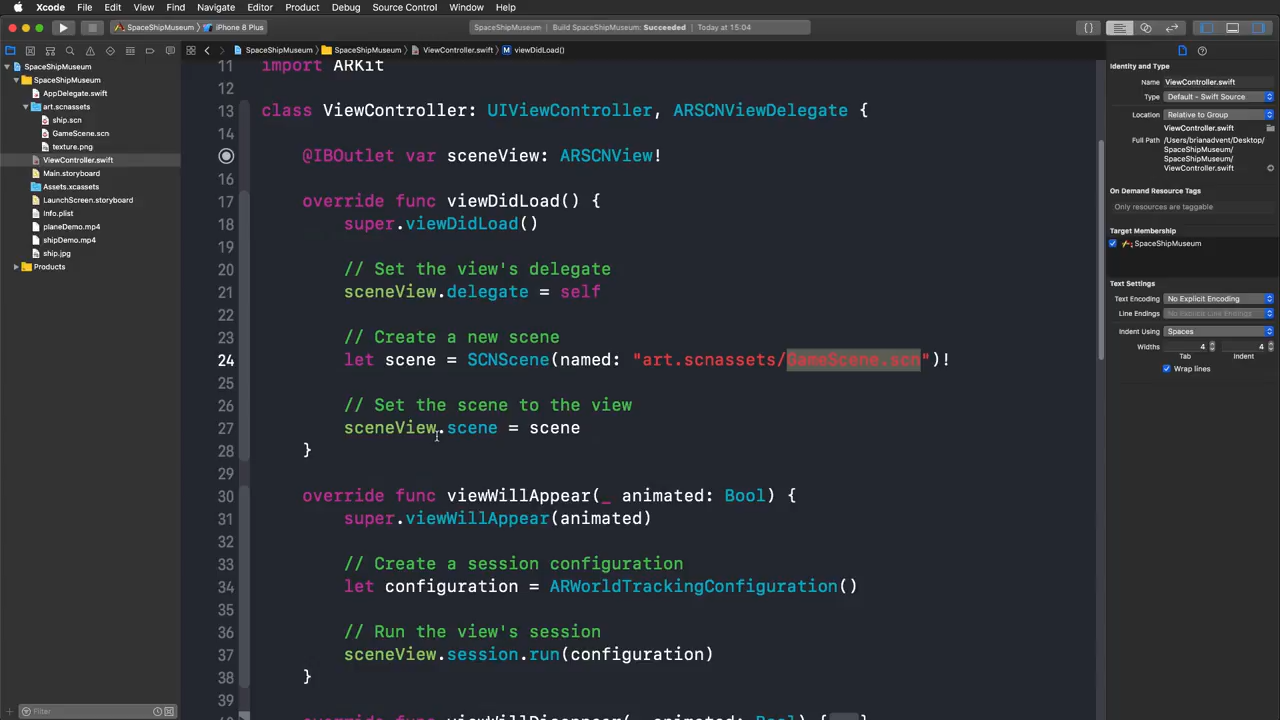 Xcode File Edit View Find Navigate Editor Product Debug Source Control Window Help
SpaceShipMuseum iPhone 8 Plus
SpaceShipMuseum Build SpaceShipMuseum: Succeeded Today at 15:04
SpaceShipMuseum SpaceShipMuseum ViewController.swift M viewDidLoad()
SpaceShipMuseum
SpaceShipMuseum
AppDelegate.swift
art.scnassets
ship.scn
GameScene.scn
texture.png
ViewController.swift
Main.storyboard
Assets.xcassets
LaunchScreen.storyboard
Info.plist
planeDemo.mp4
shipDemo.mp4
ship.jpg
Products
Filter
11 import ARKit
12
13 class ViewController: UIViewController, ARSCNViewDelegate {
14
@IBOutlet var sceneView: ARSCNView!
16
17 override func viewDidLoad() {
18 super.viewDidLoad()
19
20 // Set the view's delegate
21 sceneView.delegate = self
22
23 // Create a new scene
24 let scene = SCNScene(named: "art.scnassets/GameScene.scn")!
25
26 // Set the scene to the view
27 sceneView.scene = scene
28 }
29
30 override func viewWillAppear(_ animated: Bool) {
31 super.viewWillAppear(animated)
32
33 // Create a session configuration
34 let configuration = ARWorldTrackingConfiguration()
35
36 // Run the view's session
37 sceneView.session.run(configuration)
38 }
39
override func viewWillDisappear(_ animated: Bool) {
Identity and Type
Name ViewController.swift
Type Default - Swift Source
Location Relative to Group
ViewController.swift
Full Path /Users/brianadvent/Desktop/
SpaceShipMuseum/
SpaceShipMuseum/
ViewController.swift
On Demand Resource Tags
Only resources are taggable
Target Membership
SpaceShipMuseum
Text Settings
Text Encoding No Explicit Encoding
Line Endings No Explicit Line Endings
Indent Using Spaces
Widths 4 4
Tab Indent
Wrap lines